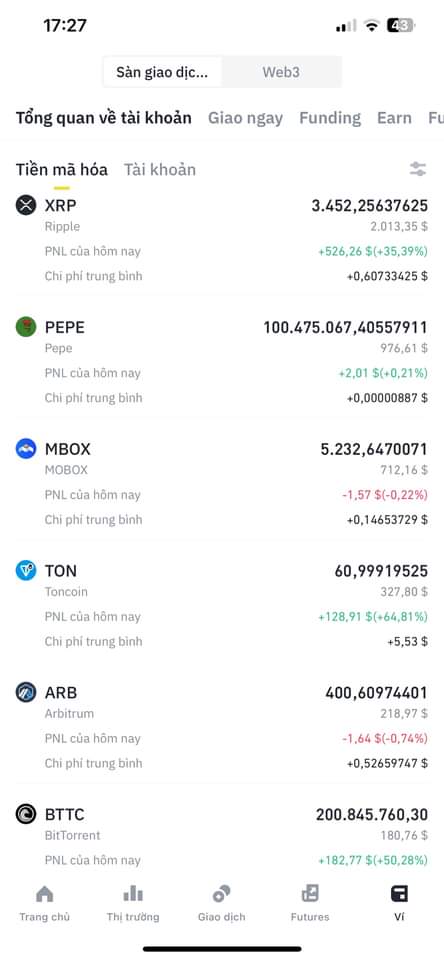 17:27
43
Sàn giao dịc... Web3
Tổng quan về tài khoản Giao ngay Funding Earn Fu
Tiền mã hóa Tài khoản
XRP 3.452,25637625
Ripple 2.013,35 $
PNL của hôm nay +526,26 $(+35,39%)
Chi phí trung bình +0,60733425 $
PEPE 100.475.067,40557911
Pepe 976,61 $
PNL của hôm nay +2,01 $(+0,21%)
Chi phí trung bình +0,00000887 $
MBOX 5.232,6470071
MOBOX 712,16 $
PNL của hôm nay -1,57 $(-0,22%)
Chi phí trung bình +0,14653729 $
TON 60,99919525
Toncoin 327,80 $
PNL của hôm nay +128,91 $(+64,81%)
Chi phí trung bình +5,53 $
ARB 400,60974401
Arbitrum 218,97 $
PNL của hôm nay -1,64 $(-0,74%)
Chi phí trung bình +0,52659747 $
BTTC 200.845.760,30
BitTorrent 180,76 $
PNL của hôm nay +182,77 $(+50,28%)
Trang chủ Thị trường Giao dịch Futures Ví